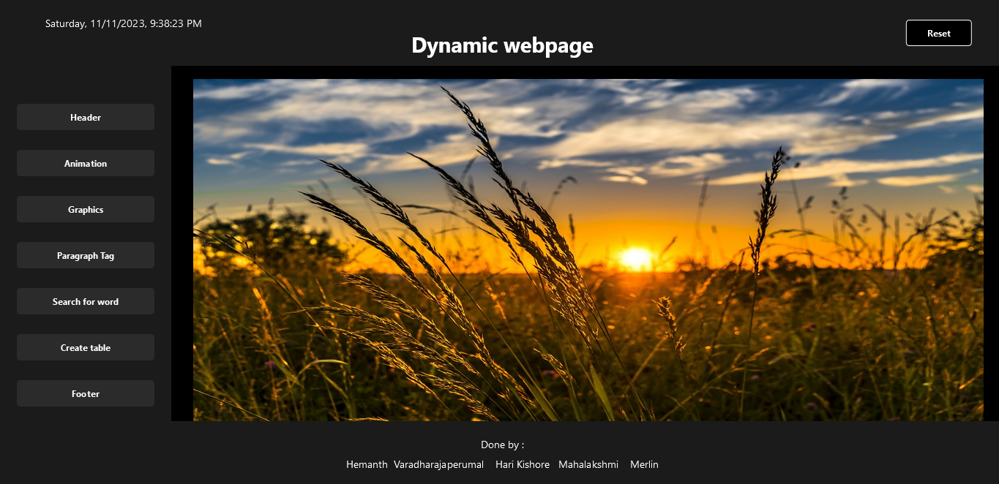 Saturday, 11/11/2023, 9:38:23 PM
Dynamic webpage
Reset
Header
Animation
Graphics
Paragraph Tag
Search for word
Create table
Footer
Done by :
Hemanth Varadharajaperumal Hari Kishore Mahalakshmi Merlin